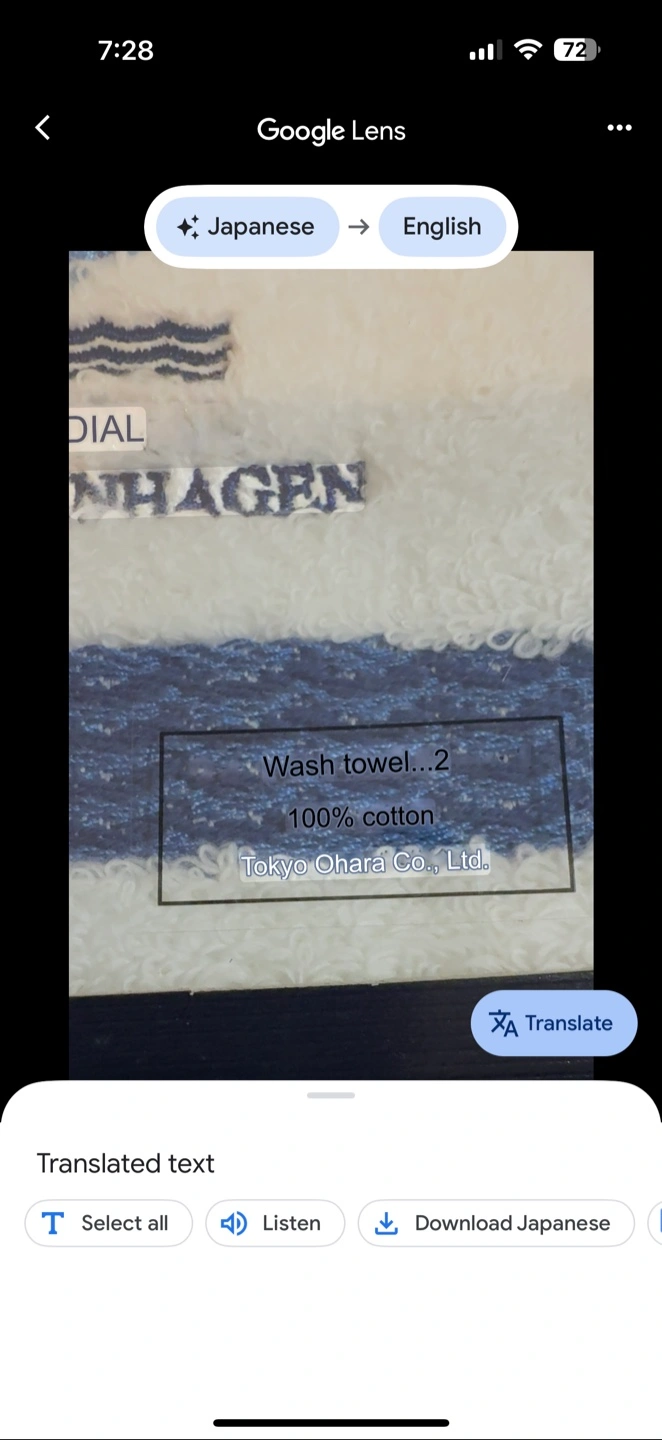 7:28
72
Google Lens
Japanese → English
DIAL
NHAGEN
Wash towel...2
100% cotton
Tokyo Ohara Co., Ltd.
Translate
Translated text
Select all
Listen
Download Japanese